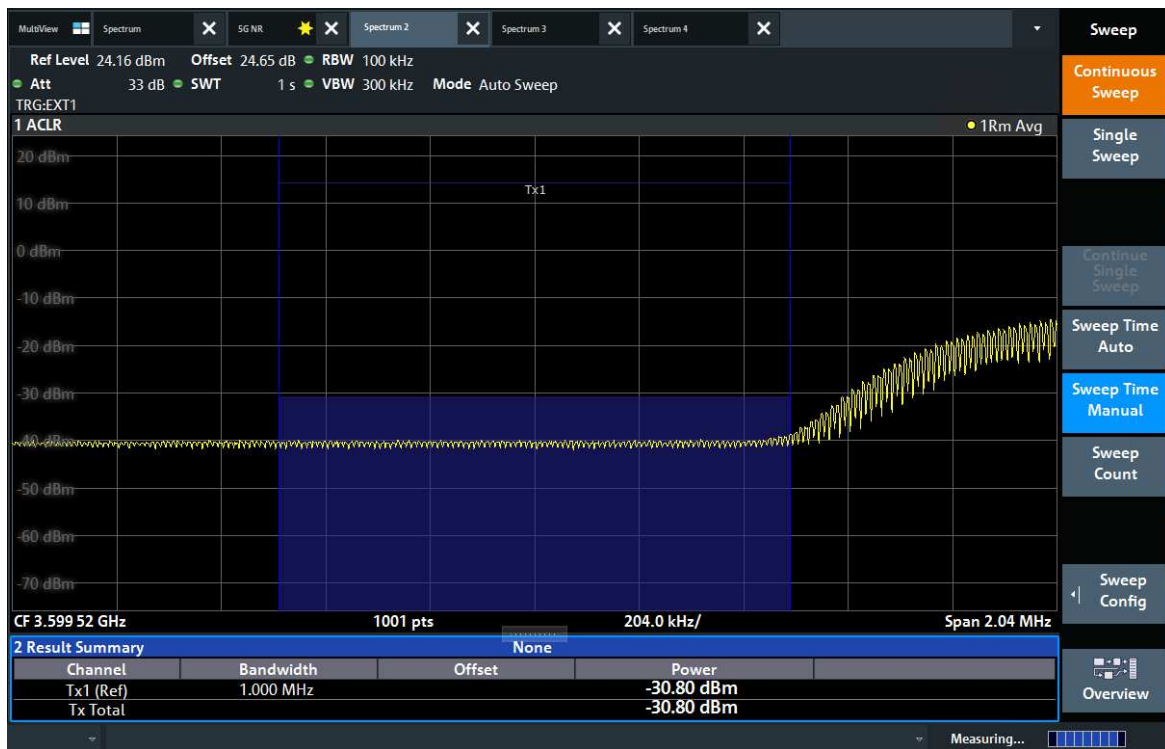 MultiView Spectrum 5G NR Spectrum 2 Spectrum 3 Spectrum 4
Ref Level 24.16 dBm Offset 24.65 dB RBW 100 kHz
Att 33 dB SWT 1 s VBW 300 kHz Mode Auto Sweep
TRG:EXT1
1 ACLR 1Rm Avg
20 dBm
Tx1
10 dBm
0 dBm
-10 dBm
-20 dBm
-30 dBm
-40 dBm
-50 dBm
-60 dBm
-70 dBm
CF 3.599 52 GHz 1001 pts 204.0 kHz/ Span 2.04 MHz
2 Result Summary None
Channel Bandwidth Offset Power
Tx1 (Ref) 1.000 MHz -30.80 dBm
Tx Total -30.80 dBm
Measuring...
Sweep
Continuous
Sweep
Single
Sweep
Continue
Single
Sweep
Sweep Time
Auto
Sweep Time
Manual
Sweep
Count
Sweep
Config
Overview